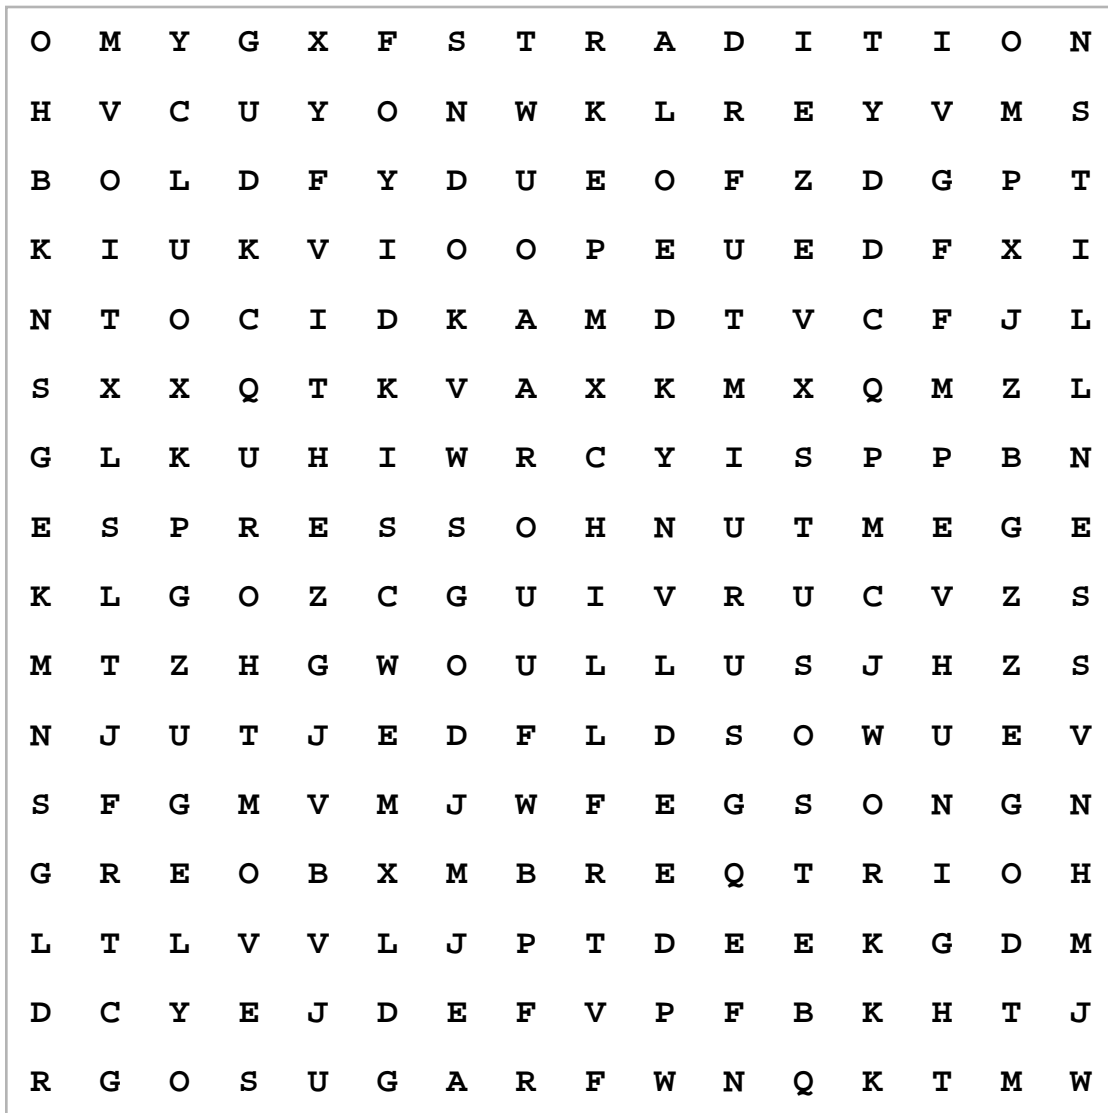 O M Y G X F S T R A D I T I O N
H V C U Y O N W K L R E Y V M S
B O L D F Y D U E O F Z D G P T
K I U K V I O O P E U E D F X I
N T O C I D K A M D T V C F J L
S X X Q T K V A X K M X Q M Z L
G L K U H I W R C Y I S P P B N
E S P R E S S O H N U T M E G E
K L G O Z C G U I V R U C V Z S
M T Z H G W O U L L U S J H Z S
N J U T J E D F L D S O W U E V
S F G M V M J W F E G S O N G N
G R E O B X M B R E Q T R I O H
L T L V V L J P T D E E K G D M
D C Y E J D E F V P F B K H T J
R G O S U G A R F W N Q K T M W